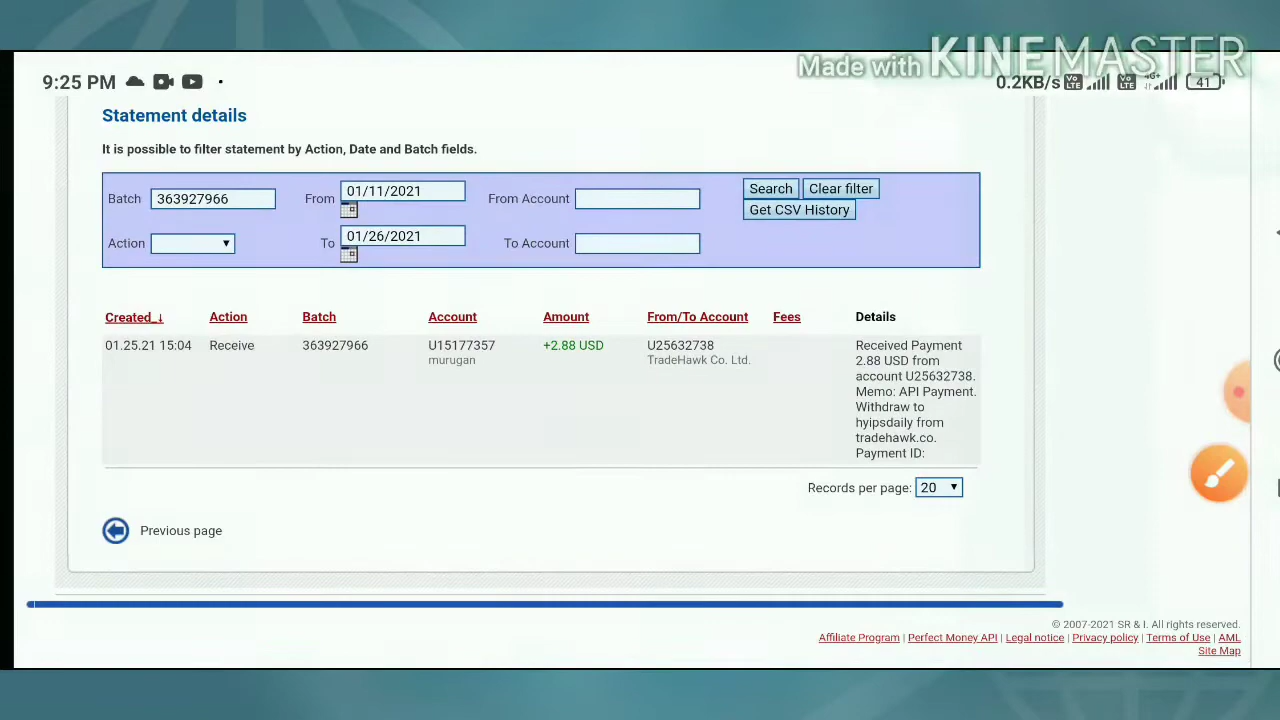 Made with KINEMASTER
9:25 PM
0.2KB/s Vo LTE Vo LTE 4G+ 41
Statement details
It is possible to filter statement by Action, Date and Batch fields.
Batch 363927966 From 01/11/2021 From Account Search Clear filter
Get CSV History
Action To 01/26/2021 To Account
Created ↓ Action Batch Account Amount From/To Account Fees Details
01.25.21 15:04 Receive 363927966 U15177357 +2.88 USD U25632738 Received Payment
murugan TradeHawk Co. Ltd. 2.88 USD from
account U25632738.
Memo: API Payment.
Withdraw to
hyipsdaily from
tradehawk.co.
Payment ID:
Records per page: 20
Previous page
© 2007-2021 SR & I. All rights reserved.
Affiliate Program | Perfect Money API | Legal notice | Privacy policy | Terms of Use | AML
Site Map